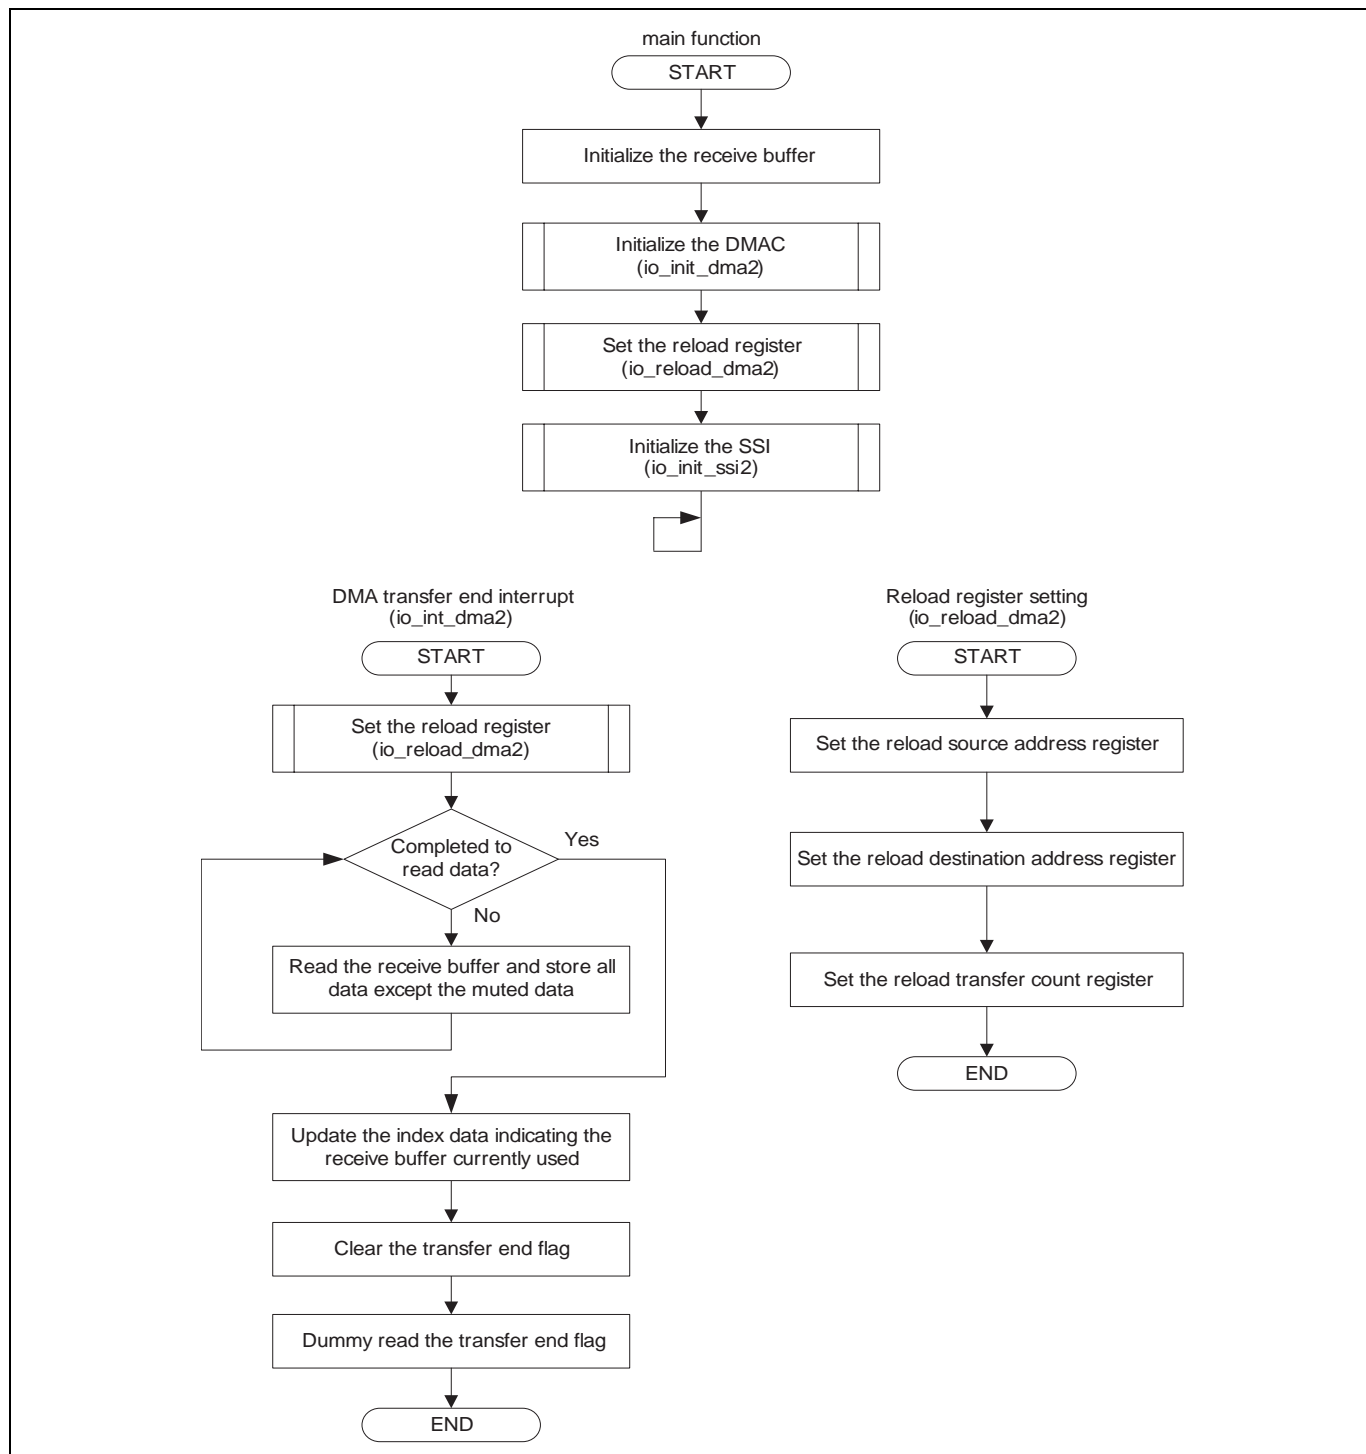 main function
START
Initialize the receive buffer
Initialize the DMAC
(io_init_dma2)
Set the reload register
(io_reload_dma2)
Initialize the SSI
(io_init_ssi2)
DMA transfer end interrupt
(io_int_dma2)
START
Set the reload register
(io_reload_dma2)
Completed to
read data?
Yes
No
Read the receive buffer and store all
data except the muted data
Update the index data indicating the
receive buffer currently used
Clear the transfer end flag
Dummy read the transfer end flag
END
Reload register setting
(io_reload_dma2)
START
Set the reload source address register
Set the reload destination address register
Set the reload transfer count register
END